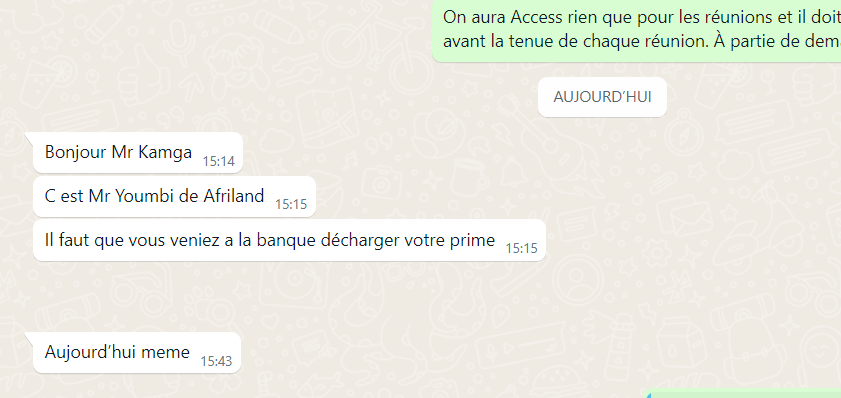 On aura Access rien que pour les réunions et il doit
avant la tenue de chaque réunion. À partie de
AUJOURD'HUI
Bonjour Mr Kamga 15:14
C est Mr Youmbi de Afriland 15:15
Il faut que vous veniez a la banque décharger votre prime 15:15
Aujourd'hui meme 15:43